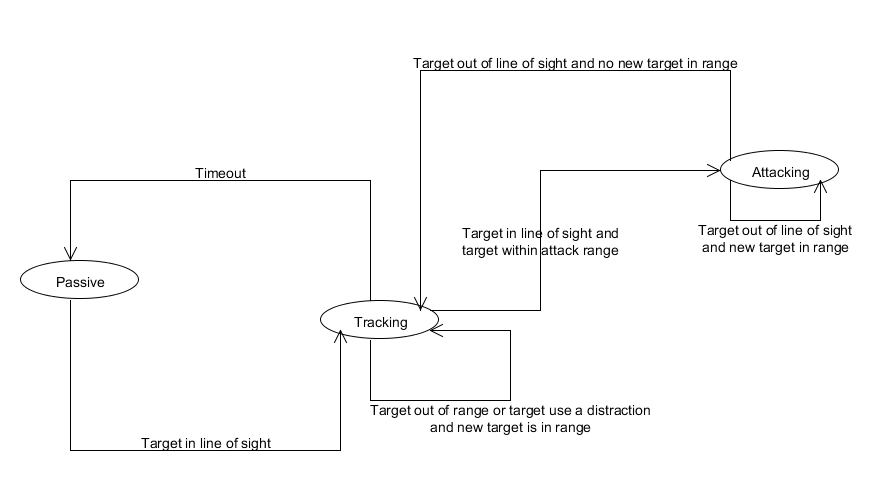 Target out of line of sight and no new target in range
Timeout
Attacking
Target in line of sight and
target within attack range
Target out of line of sight
and new target in range
Passive
Tracking
Target out of range or target use a distraction
and new target is in range
Target in line of sight